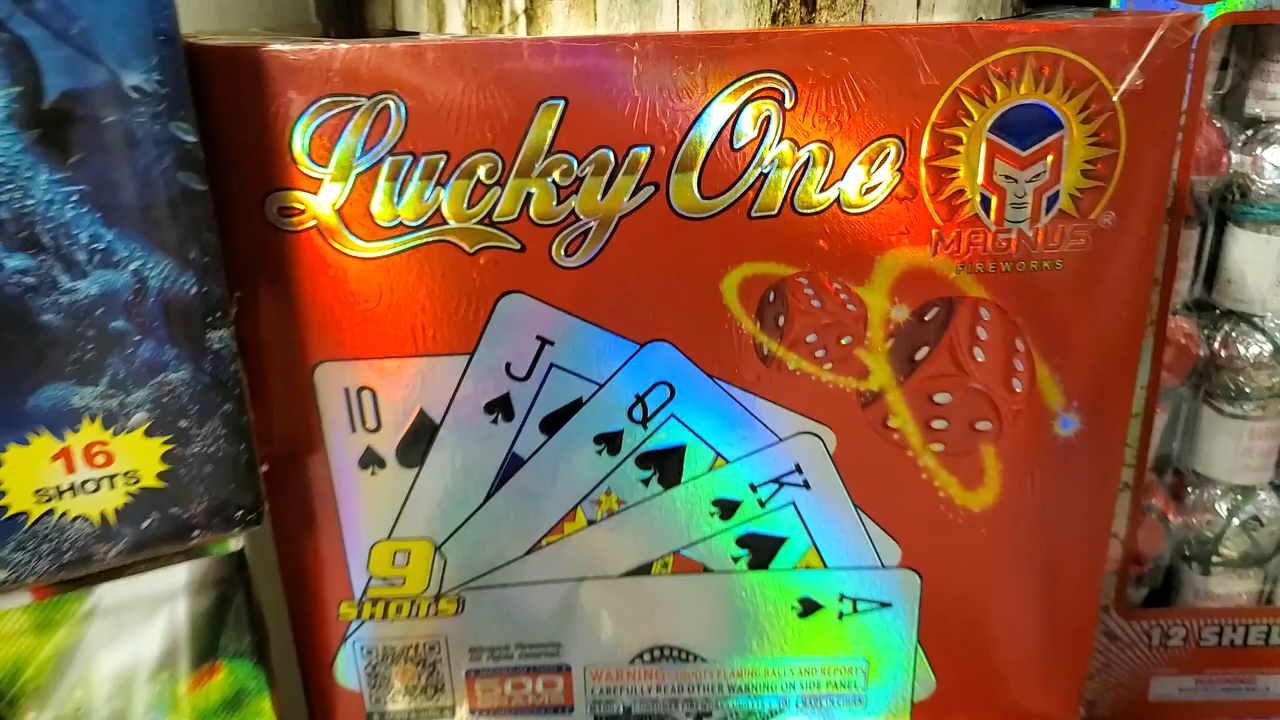 Lucky One
MAGNUS®
FIREWORKS
10
J
Q
K
A
9
SHOTS
16
SHOTS
500
WARNING: SHOOTS FLAMING BALLS AND REPORTS
CAREFULLY READ OTHER WARNING ON SIDE PANEL
MADE IN CHINA
12 SHEL
WARNING